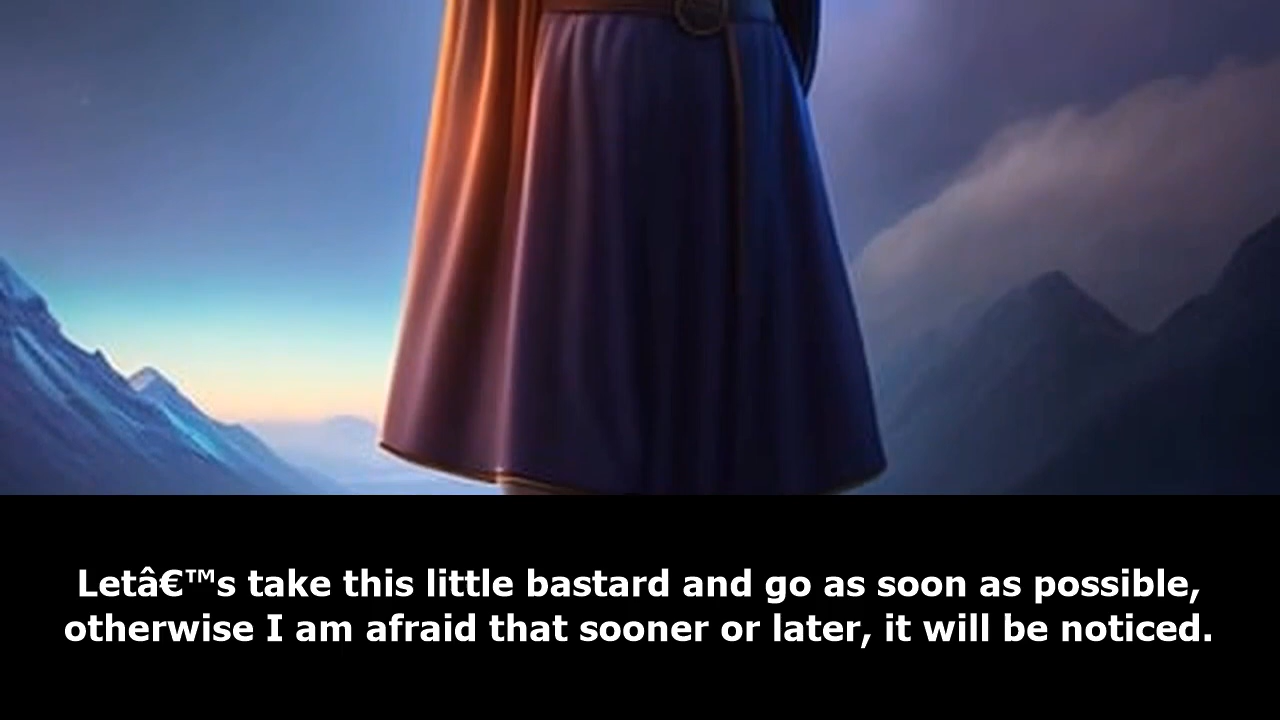 Letâ€™s take this little bastard and go as soon as possible,
otherwise I am afraid that sooner or later, it will be noticed.